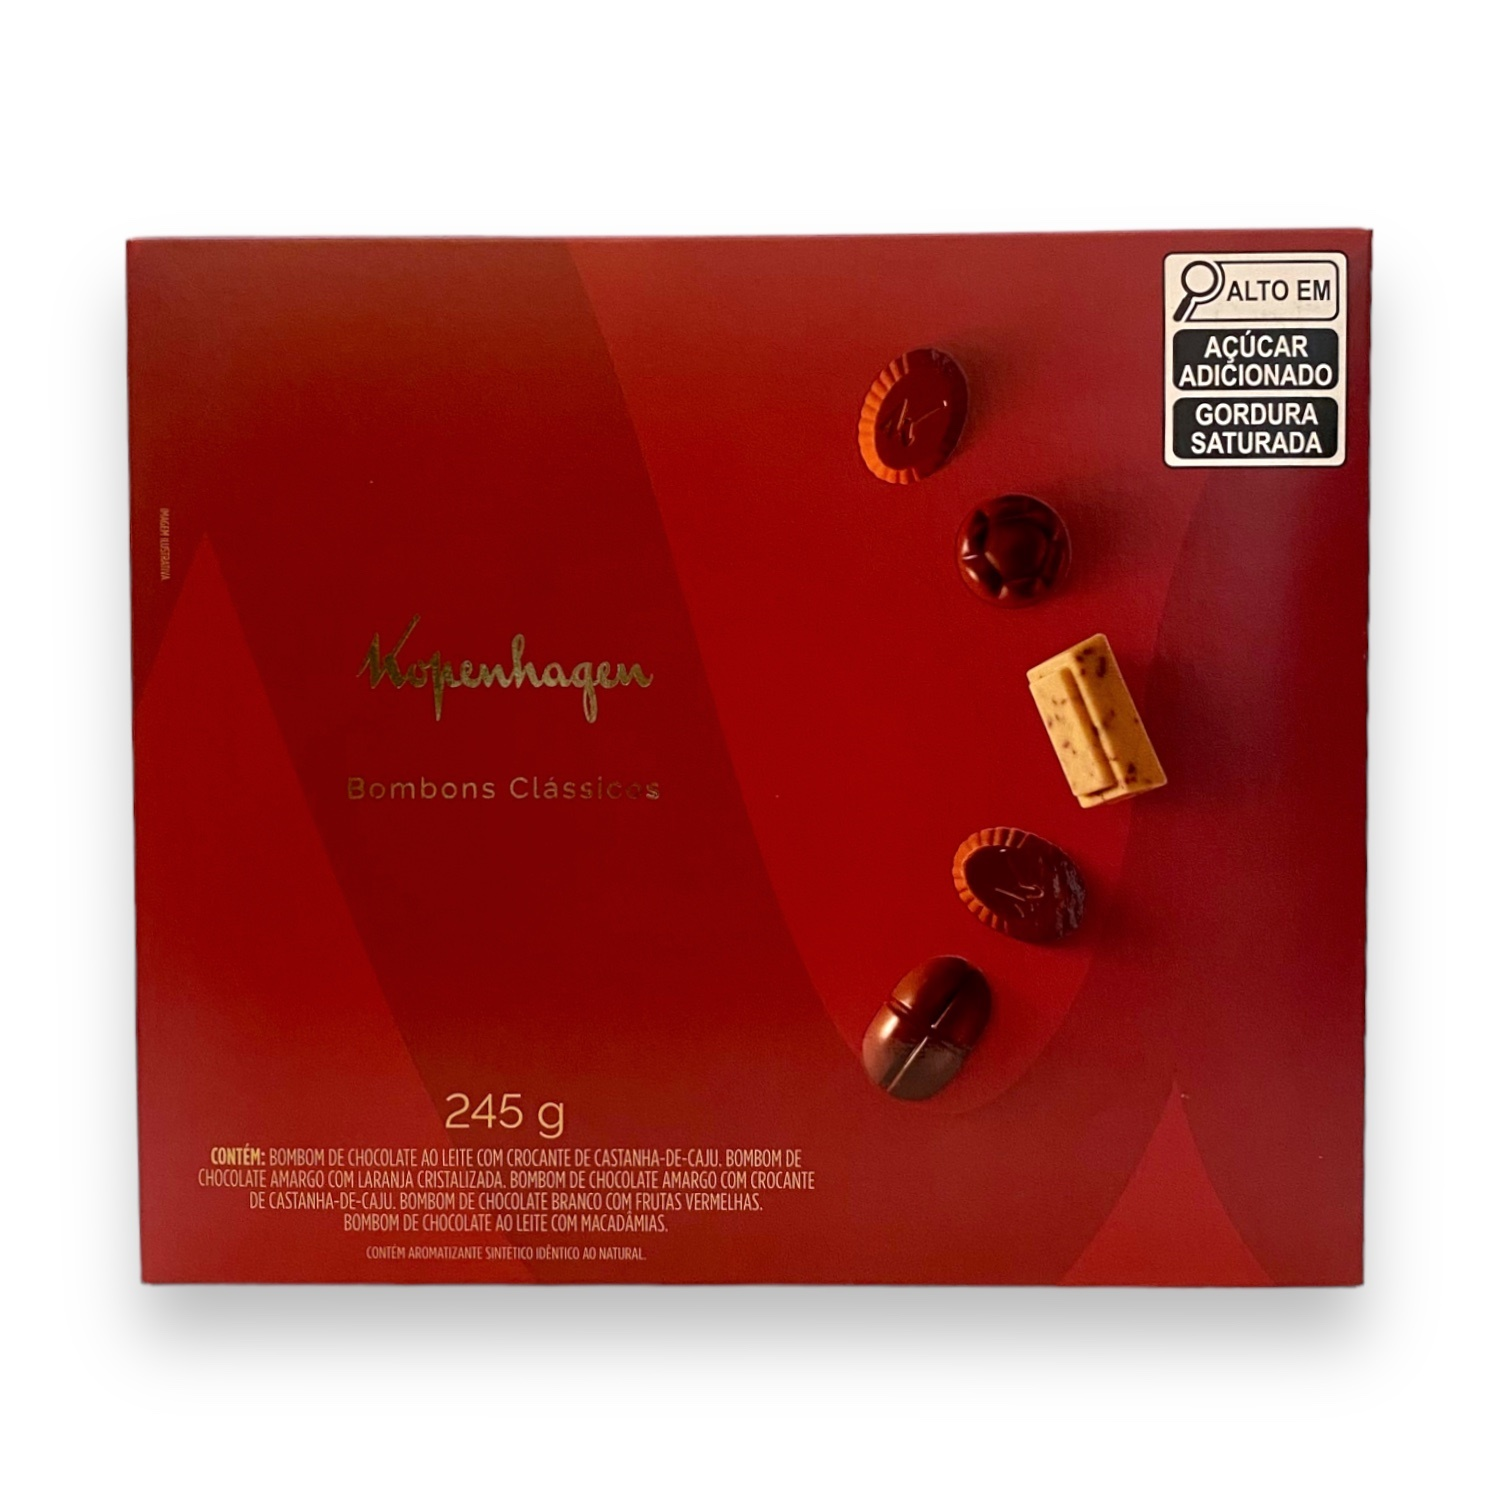 ALTO EM
AÇÚCAR
ADICIONADO
GORDURA
SATURADA
IMAGEM ILUSTRATIVA
Kopenhagen
Bombons Clássicos
245 g
CONTÉM: BOMBOM DE CHOCOLATE AO LEITE COM CROCANTE DE CASTANHA-DE-CAJU. BOMBOM DE
CHOCOLATE AMARGO COM LARANJA CRISTALIZADA. BOMBOM DE CHOCOLATE AMARGO COM CROCANTE
DE CASTANHA-DE-CAJU. BOMBOM DE CHOCOLATE BRANCO COM FRUTAS VERMELHAS.
BOMBOM DE CHOCOLATE AO LEITE COM MACADÂMIAS.
CONTÉM AROMATIZANTE SINTÉTICO IDÊNTICO AO NATURAL.